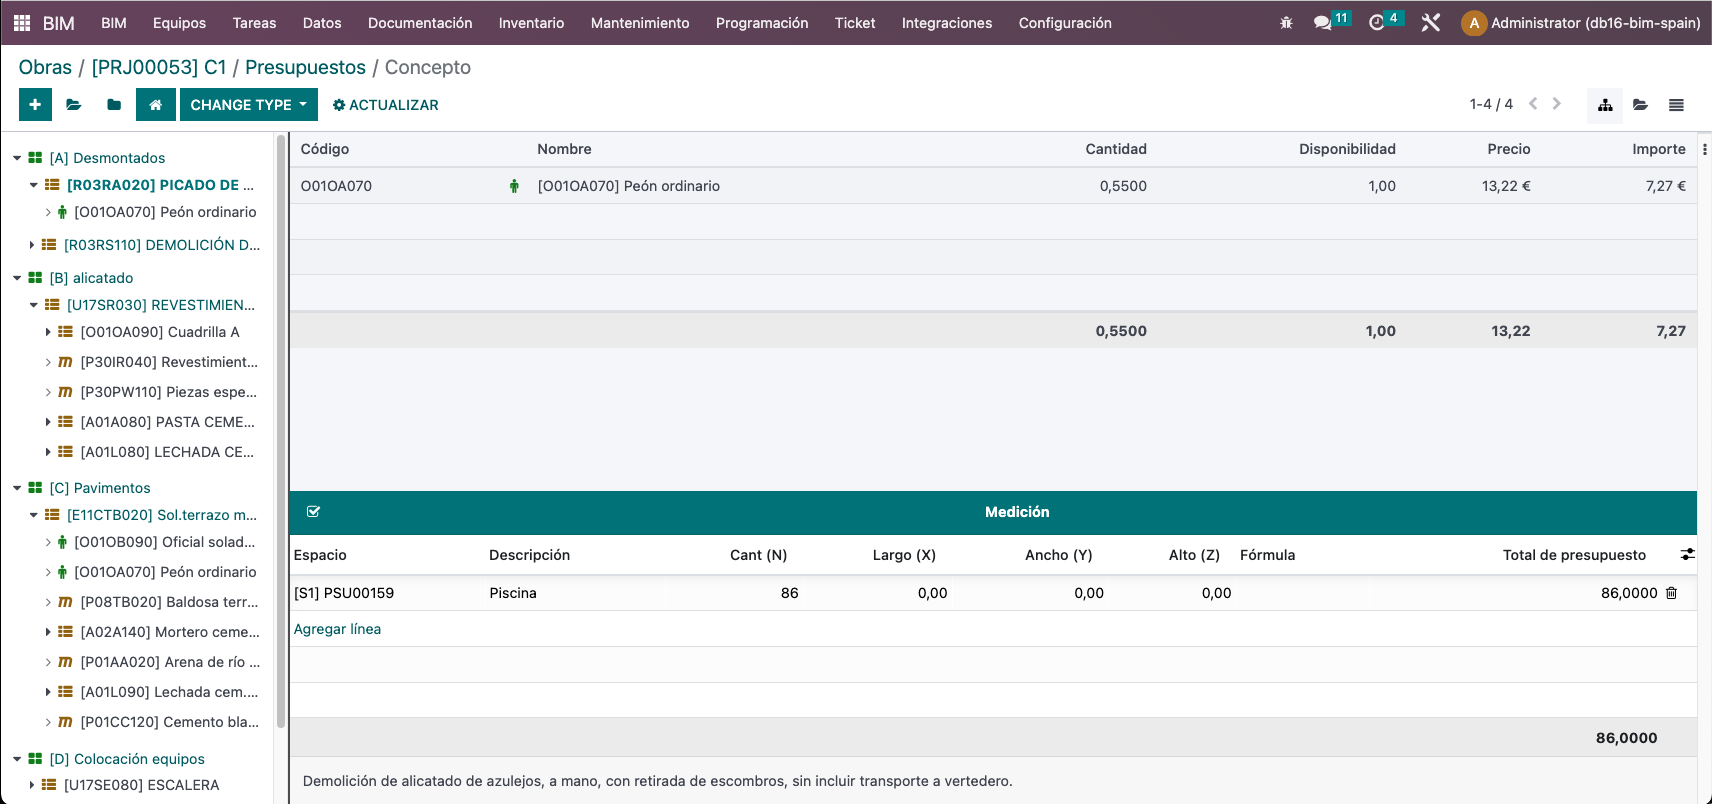 BIM BIM Equipos Tareas Datos Documentación Inventario Mantenimiento Programación Ticket Integraciones Configuración 11 4 A Administrator (db16-bim-spain)
Obras / [PRJ00053] C1 / Presupuestos / Concepto
+ CHANGE TYPE ACTUALIZAR 1-4 / 4
[A] Desmontados
[R03RA020] PICADO DE ...
[O01OA070] Peón ordinario
[R03RS110] DEMOLICIÓN D...
[B] alicatado
[U17SR030] REVESTIMIEN...
[O01OA090] Cuadrilla A
m [P30IR040] Revestimient...
m [P30PW110] Piezas espe...
[A01A080] PASTA CEME...
[A01L080] LECHADA CE...
[C] Pavimentos
[E11CTB020] Sol.terrazo m...
[O01OB090] Oficial solad...
[O01OA070] Peón ordinario
m [P08TB020] Baldosa terr...
[A02A140] Mortero ceme...
m [P01AA020] Arena de río ...
[A01L090] Lechada cem....
m [P01CC120] Cemento bla...
[D] Colocación equipos
[U17SE080] ESCALERA
Código Nombre Cantidad Disponibilidad Precio Importe
O01OA070 [O01OA070] Peón ordinario 0,5500 1,00 13,22 € 7,27 €
0,5500 1,00 13,22 7,27
Medición
Espacio Descripción Cant (N) Largo (X) Ancho (Y) Alto (Z) Fórmula Total de presupuesto
[S1] PSU00159 Piscina 86 0,00 0,00 0,00 86,0000
Agregar línea
86,0000
Demolición de alicatado de azulejos, a mano, con retirada de escombros, sin incluir transporte a vertedero.